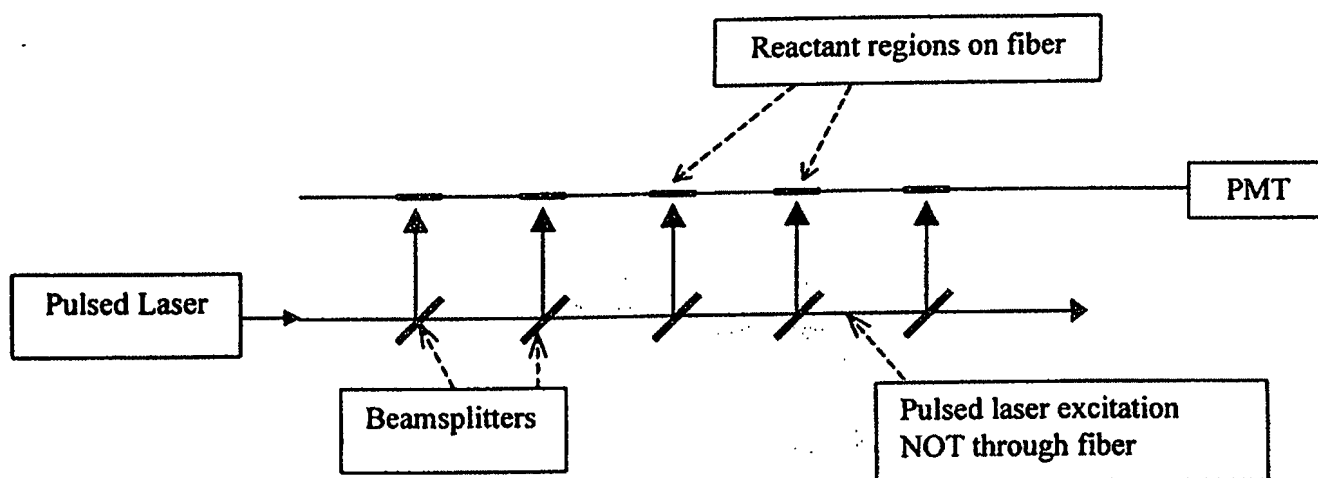 Reactant regions on fiber
PMT
Pulsed Laser
Beamsplitters
Pulsed laser excitation
NOT through fiber